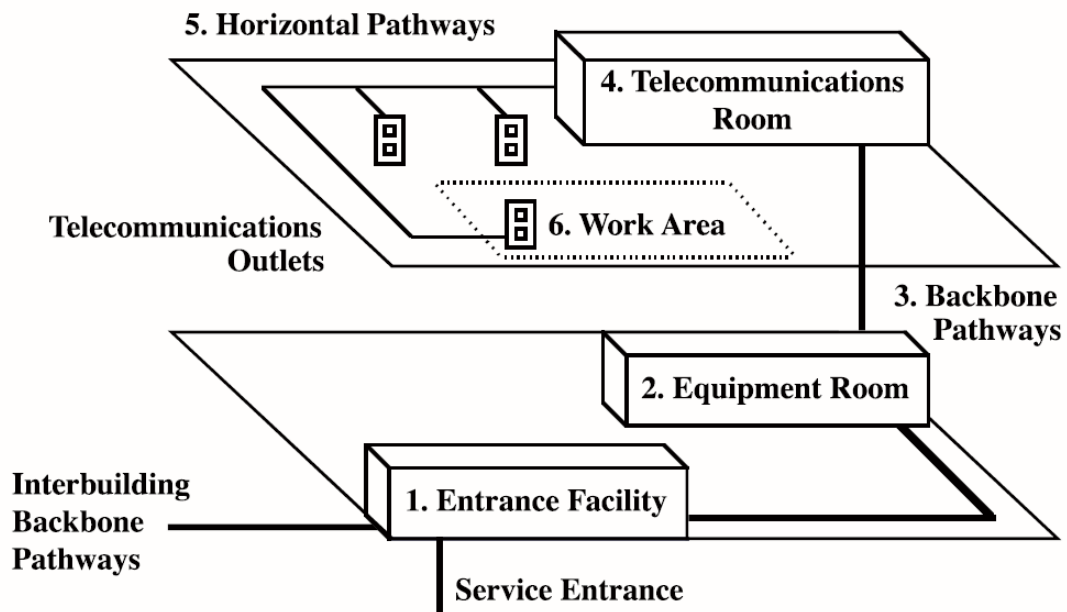 5. Horizontal Pathways
4. Telecommunications
Room
6. Work Area
Telecommunications
Outlets
3. Backbone
Pathways
2. Equipment Room
1. Entrance Facility
Interbuilding
Backbone
Pathways
Service Entrance